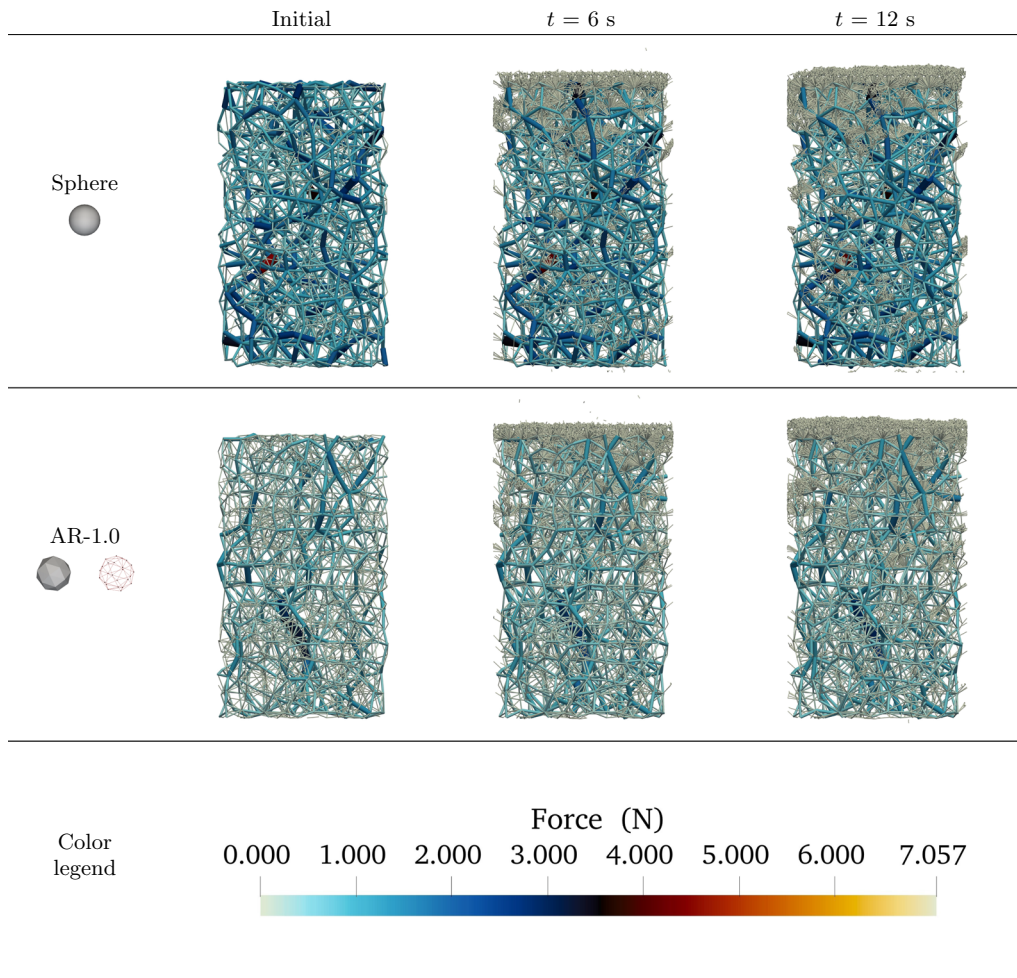 Initial
t = 6 s
t = 12 s
Sphere
AR-1.0
Color
legend
Force (N)
0.000 1.000 2.000 3.000 4.000 5.000 6.000 7.057